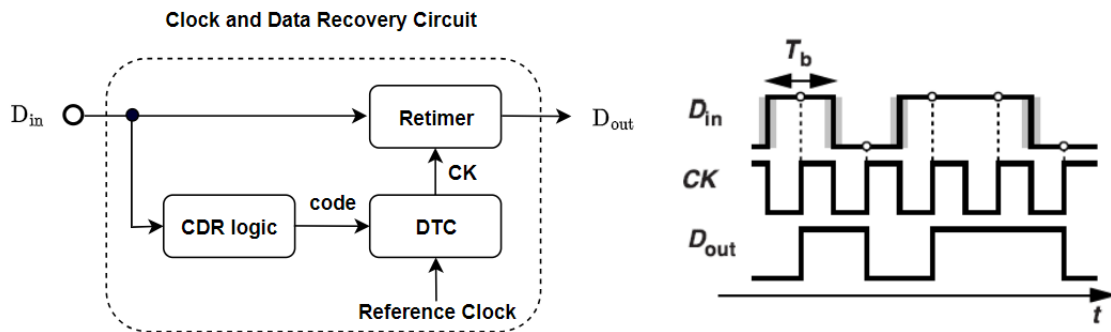 Clock and Data Recovery Circuit
D_in
Retimer
D_out
CK
code
CDR logic
DTC
Reference Clock
T_b
D_in
CK
D_out
t